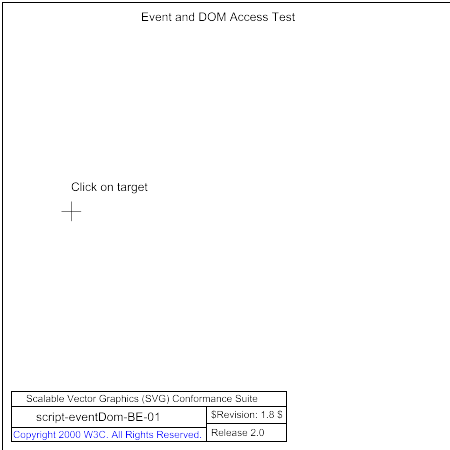 Event and DOM Access Test
Click on target
Scalable Vector Graphics (SVG) Conformance Suite
script-eventDom-BE-01
$Revision: 1.8 $
Copyright 2000 W3C. All Rights Reserved.
Release 2.0